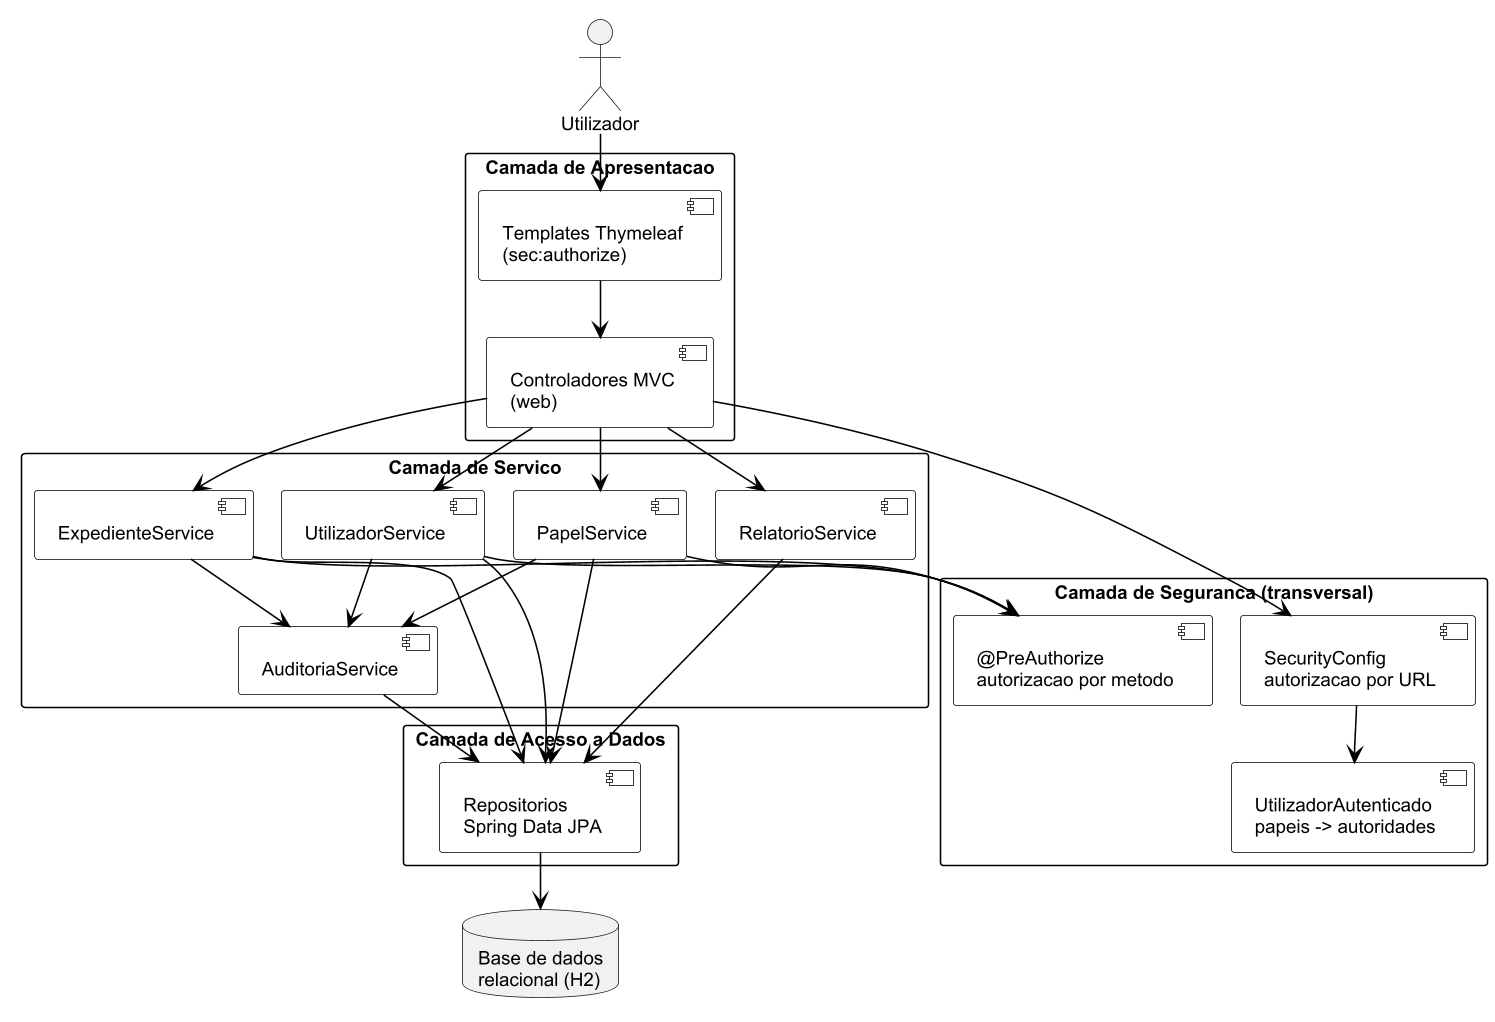 Utilizador
Camada de Apresentacao
Templates Thymeleaf
(sec:authorize)
Controladores MVC
(web)
Camada de Servico
ExpedienteService
UtilizadorService
PapelService
RelatorioService
AuditoriaService
Camada de Seguranca (transversal)
@PreAuthorize
autorizacao por metodo
SecurityConfig
autorizacao por URL
UtilizadorAutenticado
papeis -> autoridades
Camada de Acesso a Dados
Repositorios
Spring Data JPA
Base de dados
relacional (H2)